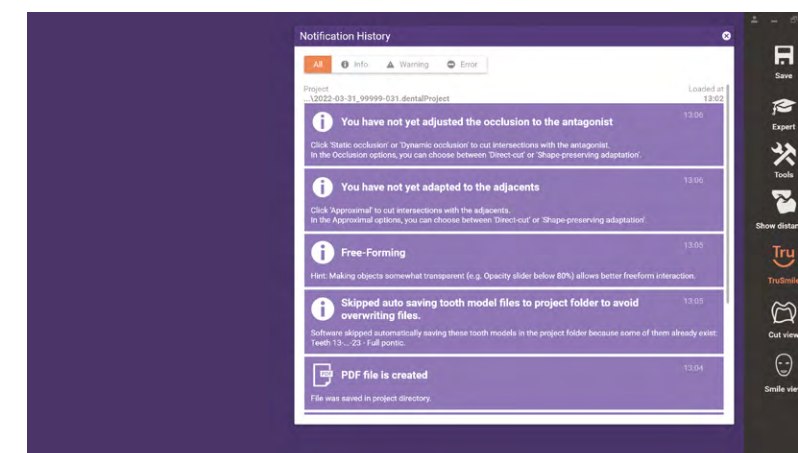 Notification History
All Info Warning Error
Project Loaded at
...\2022-03-31_99999-031.dentalProject 13:02
You have not yet adjusted the occlusion to the antagonist 13:06
Click 'Static occlusion' or 'Dynamic occlusion' to cut intersections with the antagonist.
In the Occlusion options, you can choose between 'Direct-cut' or 'Shape-preserving adaptation'.
You have not yet adapted to the adjacents 13:06
Click 'Approximal' to cut intersections with the adjacents.
In the Approximal options, you can choose between 'Direct-cut' or 'Shape-preserving adaptation'.
Free-Forming 13:05
Hint: Making objects somewhat transparent (e.g. Opacity slider below 80%) allows better freeform interaction.
Skipped auto saving tooth model files to project folder to avoid 13:05
overwriting files.
Software skipped automatically saving these tooth models in the project folder because some of them already exist:
Teeth 13-...-23 - Full pontic.
PDF
PDF file is created 13:04
File was saved in project directory.
Save
Expert
Tools
Show distan
Tru
TruSmile
Cut view
Smile vie